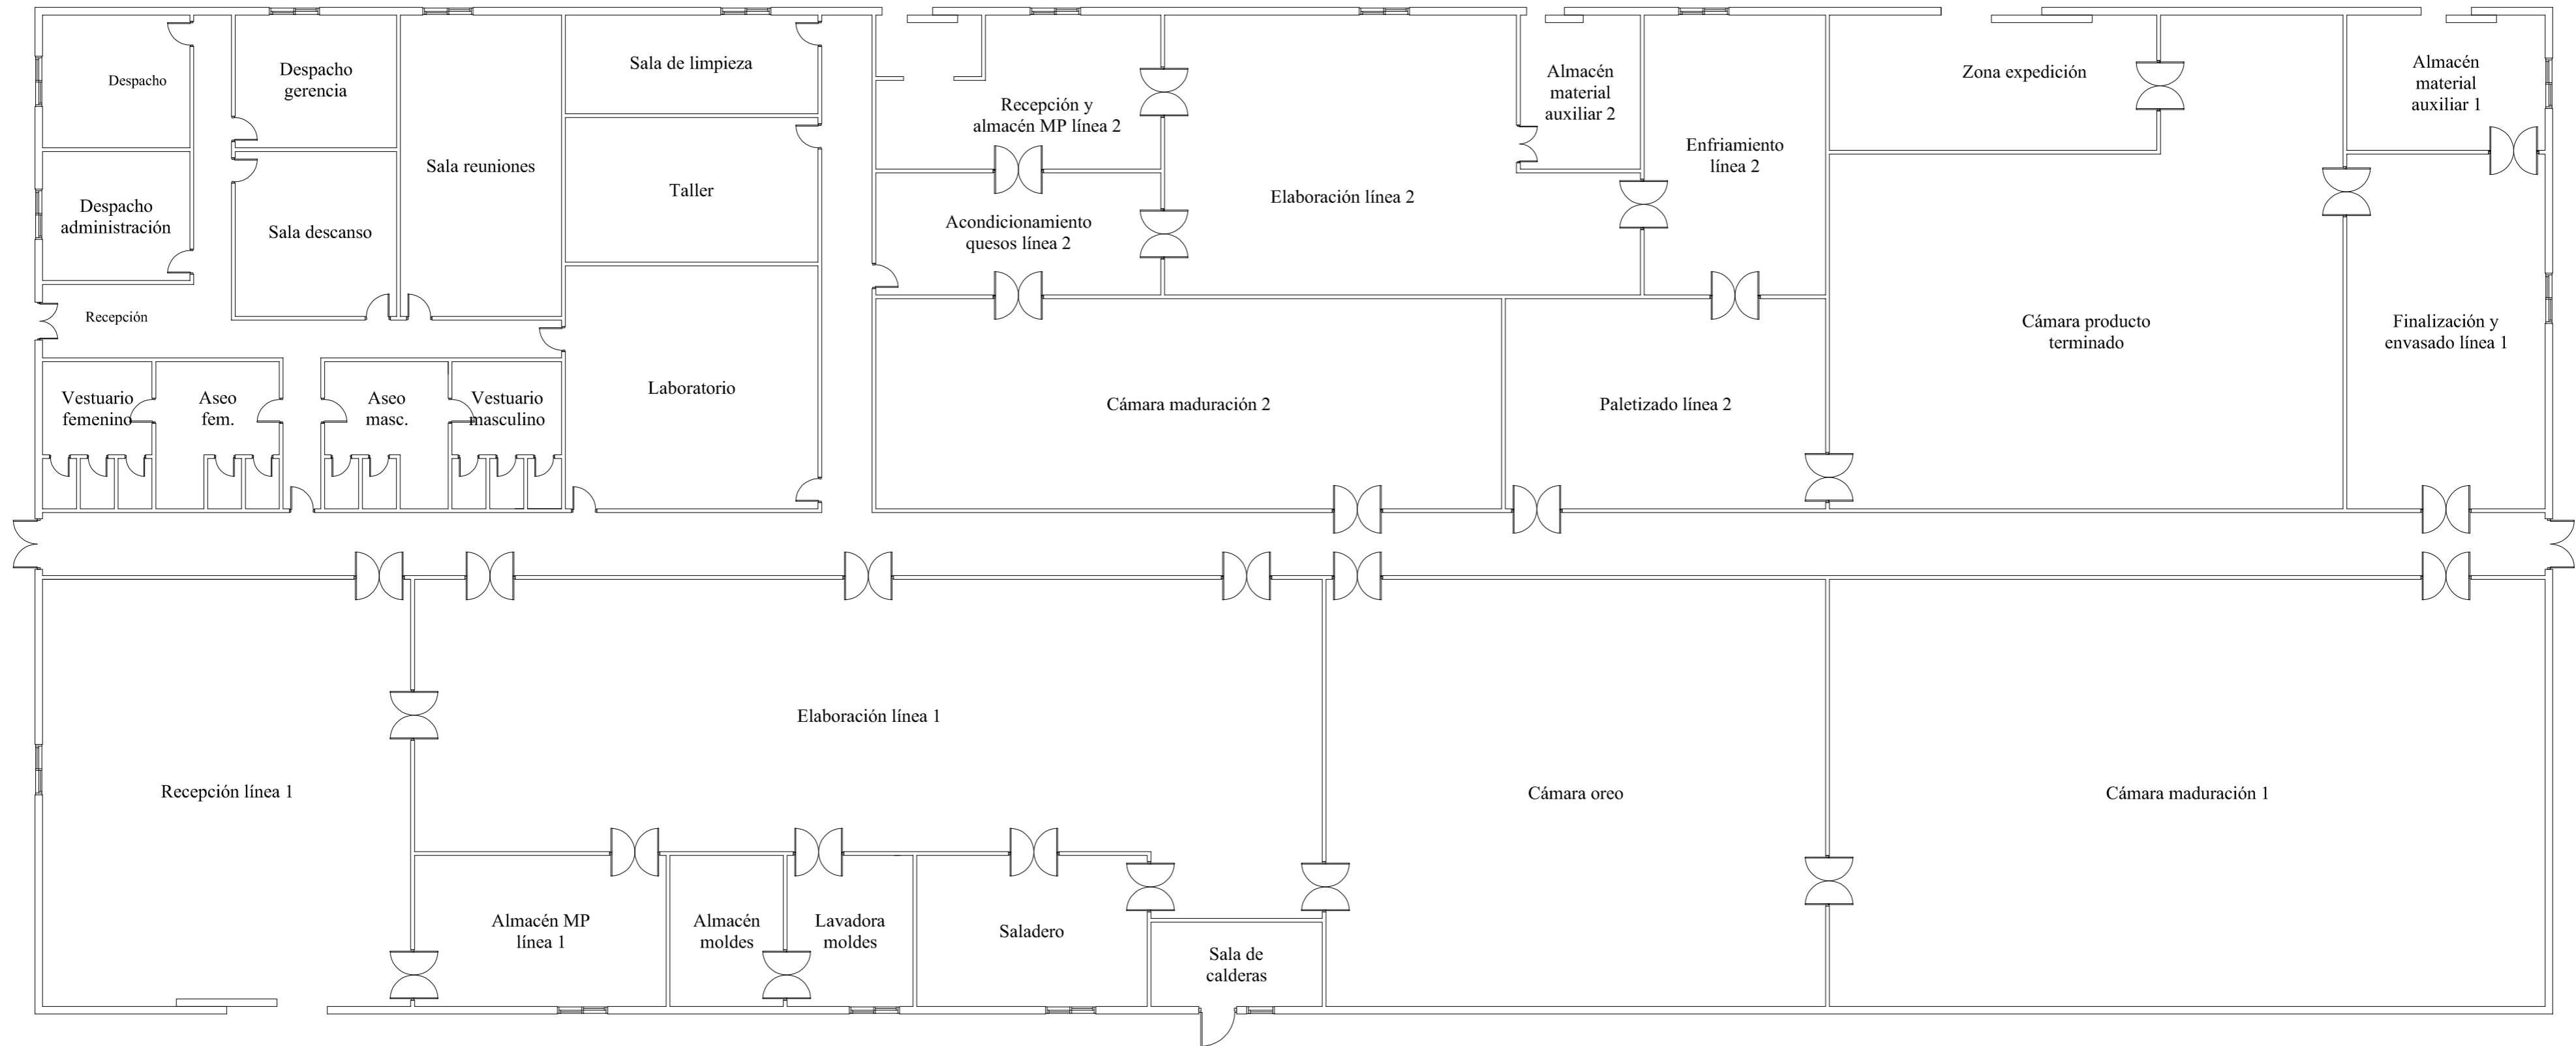 Despacho
Despacho
gerencia
Sala de limpieza
Recepción y
almacén MP línea 2
Almacén
material
auxiliar 2
Zona expedición
Almacén
material
auxiliar 1
Sala reuniones
Enfriamiento
línea 2
Taller
Elaboración línea 2
Despacho
administración
Sala descanso
Acondicionamiento
quesos línea 2
Recepción
Cámara producto
terminado
Finalización y
envasado línea 1
Vestuario
femenino
Aseo
fem.
Aseo
masc.
Vestuario
masculino
Laboratorio
Cámara maduración 2
Paletizado línea 2
Elaboración línea 1
Recepción línea 1
Cámara oreo
Cámara maduración 1
Almacén MP
línea 1
Almacén
moldes
Lavadora
moldes
Saladero
Sala de
calderas